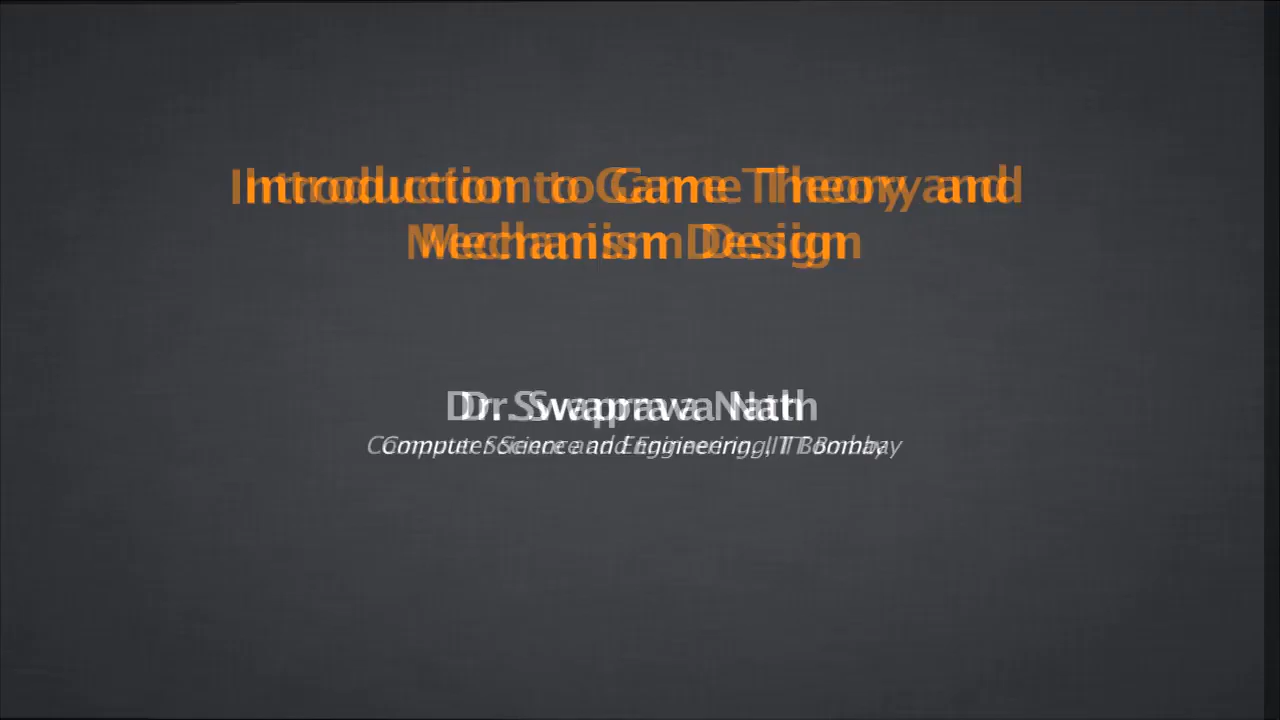 Introduction to Game Theory and
Mechanism Design
Dr. Swaprava Nath
Computer Science and Engineering, IIT Bombay